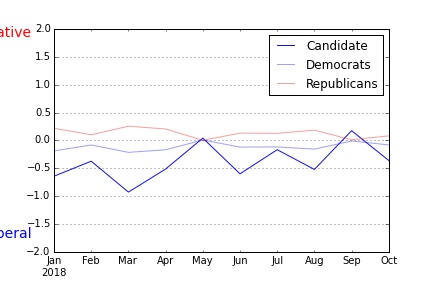 ative
beral
2.0
1.5
1.0
0.5
0.0
−0.5
−1.0
−1.5
−2.0
Candidate
Democrats
Republicans
Jan Feb Mar Apr May Jun Jul Aug Sep Oct
2018